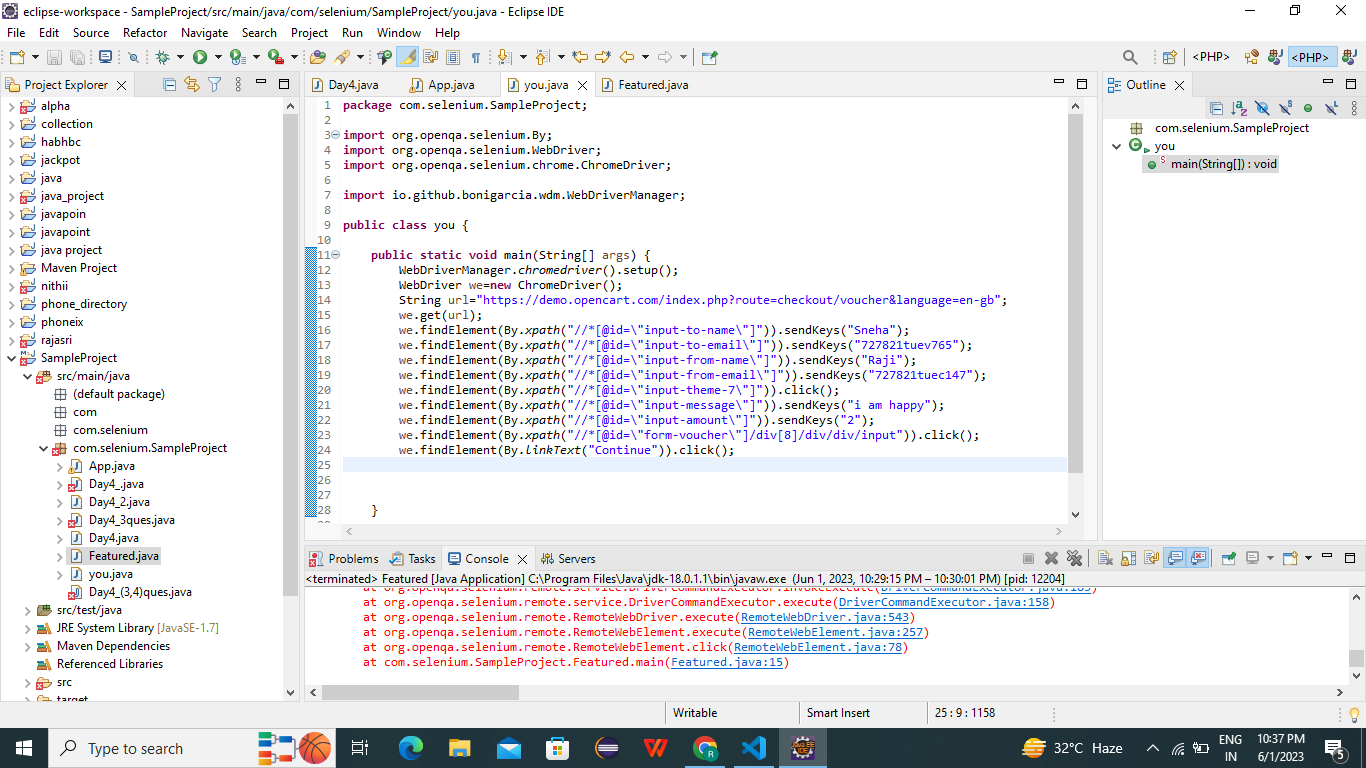 eclipse-workspace - SampleProject/src/main/java/com/selenium/SampleProject/you.java - Eclipse IDE
File Edit Source Refactor Navigate Search Project Run Window Help
<PHP> <PHP>
Project Explorer
alpha
collection
habhbc
jackpot
java
java_project
javapoin
javapoint
java project
Maven Project
nithii
phone_directory
phoneix
rajasri
SampleProject
src/main/java
(default package)
com
com.selenium
com.selenium.SampleProject
App.java
Day4_.java
Day4_2.java
Day4_3ques.java
Day4.java
Featured.java
you.java
Day4_(3,4)ques.java
src/test/java
JRE System Library [JavaSE-1.7]
Maven Dependencies
Referenced Libraries
src
target
Day4.java App.java you.java Featured.java
1 package com.selenium.SampleProject;
2
3 import org.openqa.selenium.By;
4 import org.openqa.selenium.WebDriver;
5 import org.openqa.selenium.chrome.ChromeDriver;
6
7 import io.github.bonigarcia.wdm.WebDriverManager;
8
9 public class you {
10
11 public static void main(String[] args) {
12 WebDriverManager.chromedriver().setup();
13 WebDriver we=new ChromeDriver();
14 String url="https://demo.opencart.com/index.php?route=checkout/voucher&language=en-gb";
15 we.get(url);
16 we.findElement(By.xpath("//*[@id=\"input-to-name\"]")).sendKeys("Sneha");
17 we.findElement(By.xpath("//*[@id=\"input-to-email\"]")).sendKeys("727821tuev765");
18 we.findElement(By.xpath("//*[@id=\"input-from-name\"]")).sendKeys("Raji");
19 we.findElement(By.xpath("//*[@id=\"input-from-email\"]")).sendKeys("727821tuec147");
20 we.findElement(By.xpath("//*[@id=\"input-theme-7\"]")).click();
21 we.findElement(By.xpath("//*[@id=\"input-message\"]")).sendKeys("i am happy");
22 we.findElement(By.xpath("//*[@id=\"input-amount\"]")).sendKeys("2");
23 we.findElement(By.xpath("//*[@id=\"form-voucher\"]/div[8]/div/div/input")).click();
24 we.findElement(By.linkText("Continue")).click();
25
26
27
28 }
Outline
com.selenium.SampleProject
you
S main(String[]) : void
Problems Tasks Console Servers
<terminated> Featured [Java Application] C:\Program Files\Java\jdk-18.0.1.1\bin\javaw.exe (Jun 1, 2023, 10:29:15 PM – 10:30:01 PM) [pid: 12204]
at org.openqa.selenium.remote.service.DriverCommandExecutor.invokeExecute(DriverCommandExecutor.java:183)
at org.openqa.selenium.remote.service.DriverCommandExecutor.execute(DriverCommandExecutor.java:158)
at org.openqa.selenium.remote.RemoteWebDriver.execute(RemoteWebDriver.java:543)
at org.openqa.selenium.remote.RemoteWebElement.execute(RemoteWebElement.java:257)
at org.openqa.selenium.remote.RemoteWebElement.click(RemoteWebElement.java:78)
at com.selenium.SampleProject.Featured.main(Featured.java:15)
Writable Smart Insert 25 : 9 : 1158
Type to search
32°C Haze
ENG
IN
10:37 PM
6/1/2023
5